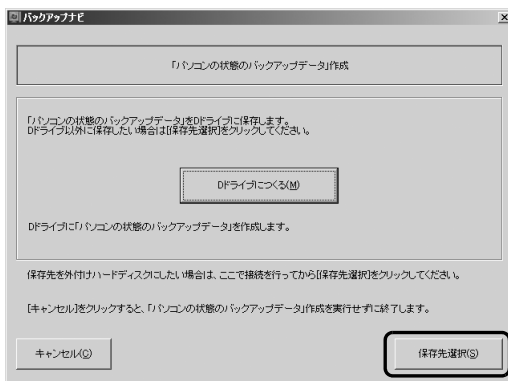 バックアップナビ
「パソコンの状態のバックアップデータ」作成
「パソコンの状態のバックアップデータ」をDドライブに保存します。
Dドライブ以外に保存したい場合は[保存先選択]をクリックしてください。
Dドライブにつくる(M)
Dドライブに「パソコンの状態のバックアップデータ」を作成します。
保存先を外付けハードディスクにしたい場合は、ここで接続を行ってから[保存先選択]をクリックしてください。
[キャンセル]をクリックすると、「パソコンの状態のバックアップデータ」作成を実行せずに終了します。
キャンセル(C)
保存先選択(S)